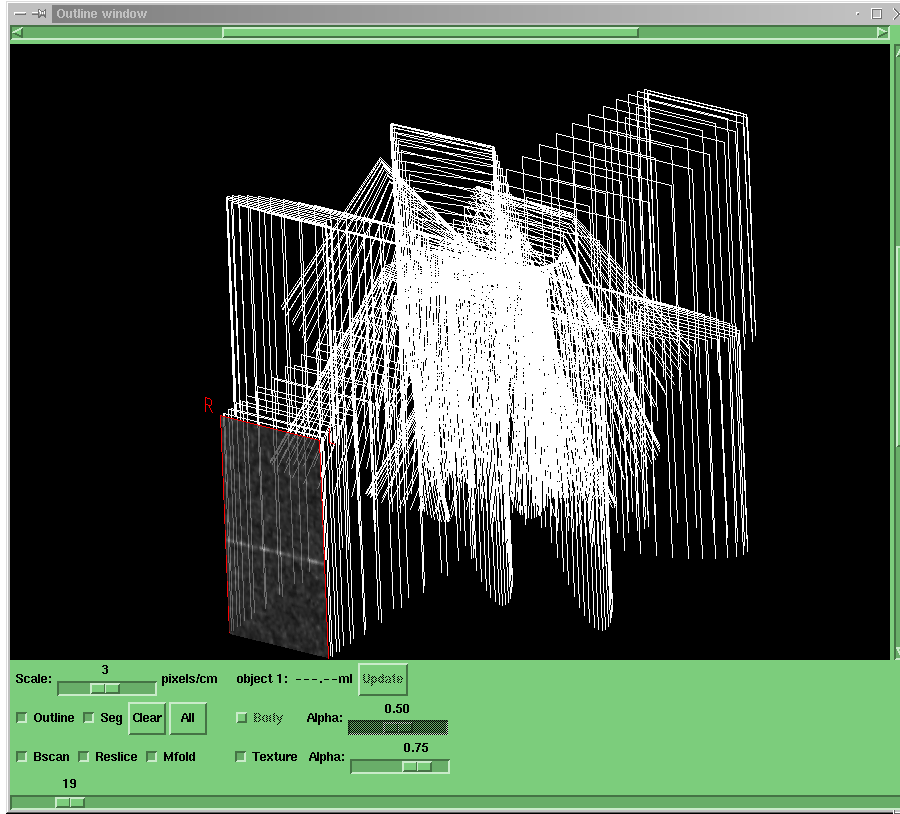 Outline window
R
3
Scale: pixels/cm object 1: ---.--ml Update
0.50
Outline Seg Clear All Body Alpha:
0.75
Bscan Reslice Mfold Texture Alpha:
19